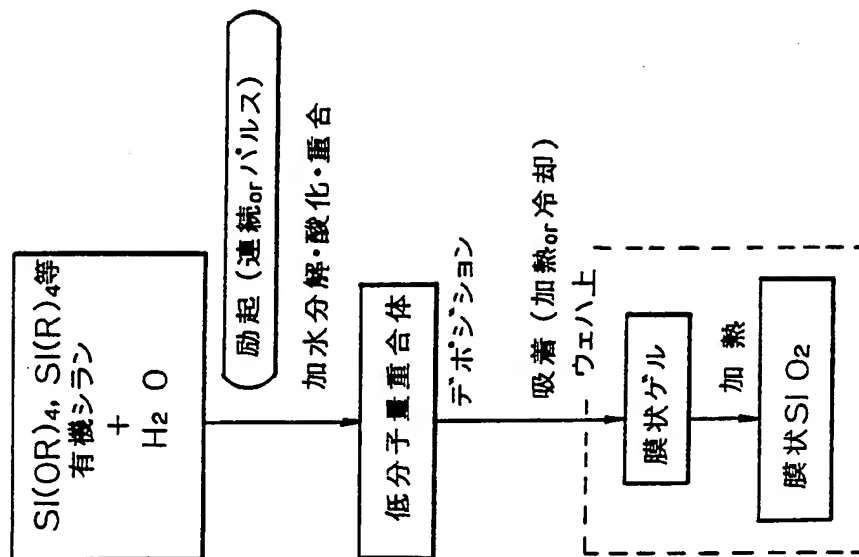 SI(OR)4, SI(R)4等
有機シラン
+
H2 O
励起 (連続orパルス)
加水分解・酸化・重合
低分子量重合体
デポジション
吸着 (加熱or冷却)
ウェハ上
膜状ゲル
加熱
膜状SI O2